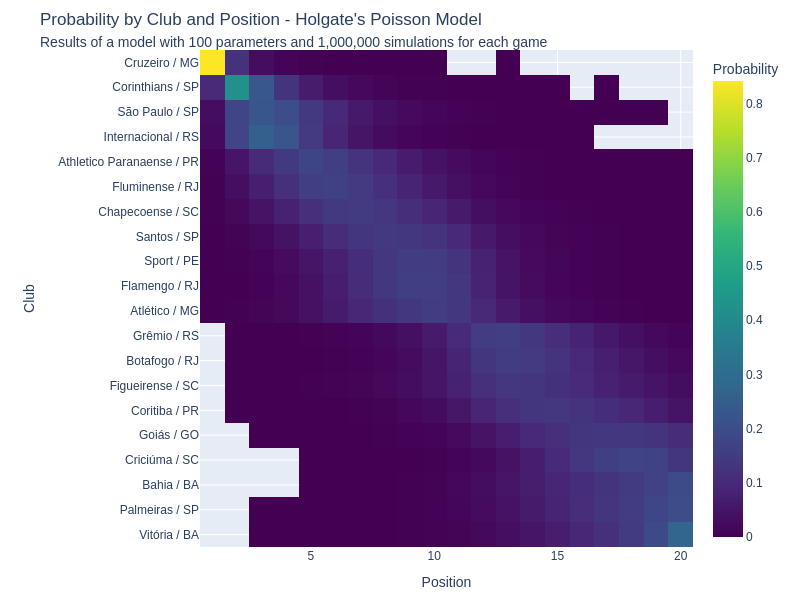 Probability by Club and Position - Holgate's Poisson Model
Results of a model with 100 parameters and 1,000,000 simulations for each game
Probability
Cruzeiro / MG
Corinthians / SP
São Paulo / SP
Internacional / RS
Athletico Paranaense / PR
Fluminense / RJ
Chapecoense / SC
Santos / SP
Sport / PE
Flamengo / RJ
Atlético / MG
Grêmio / RS
Botafogo / RJ
Figueirense / SC
Coritiba / PR
Goiás / GO
Criciúma / SC
Bahia / BA
Palmeiras / SP
Vitória / BA
Club
5
10
15
20
Position
0.8
0.7
0.6
0.5
0.4
0.3
0.2
0.1
0